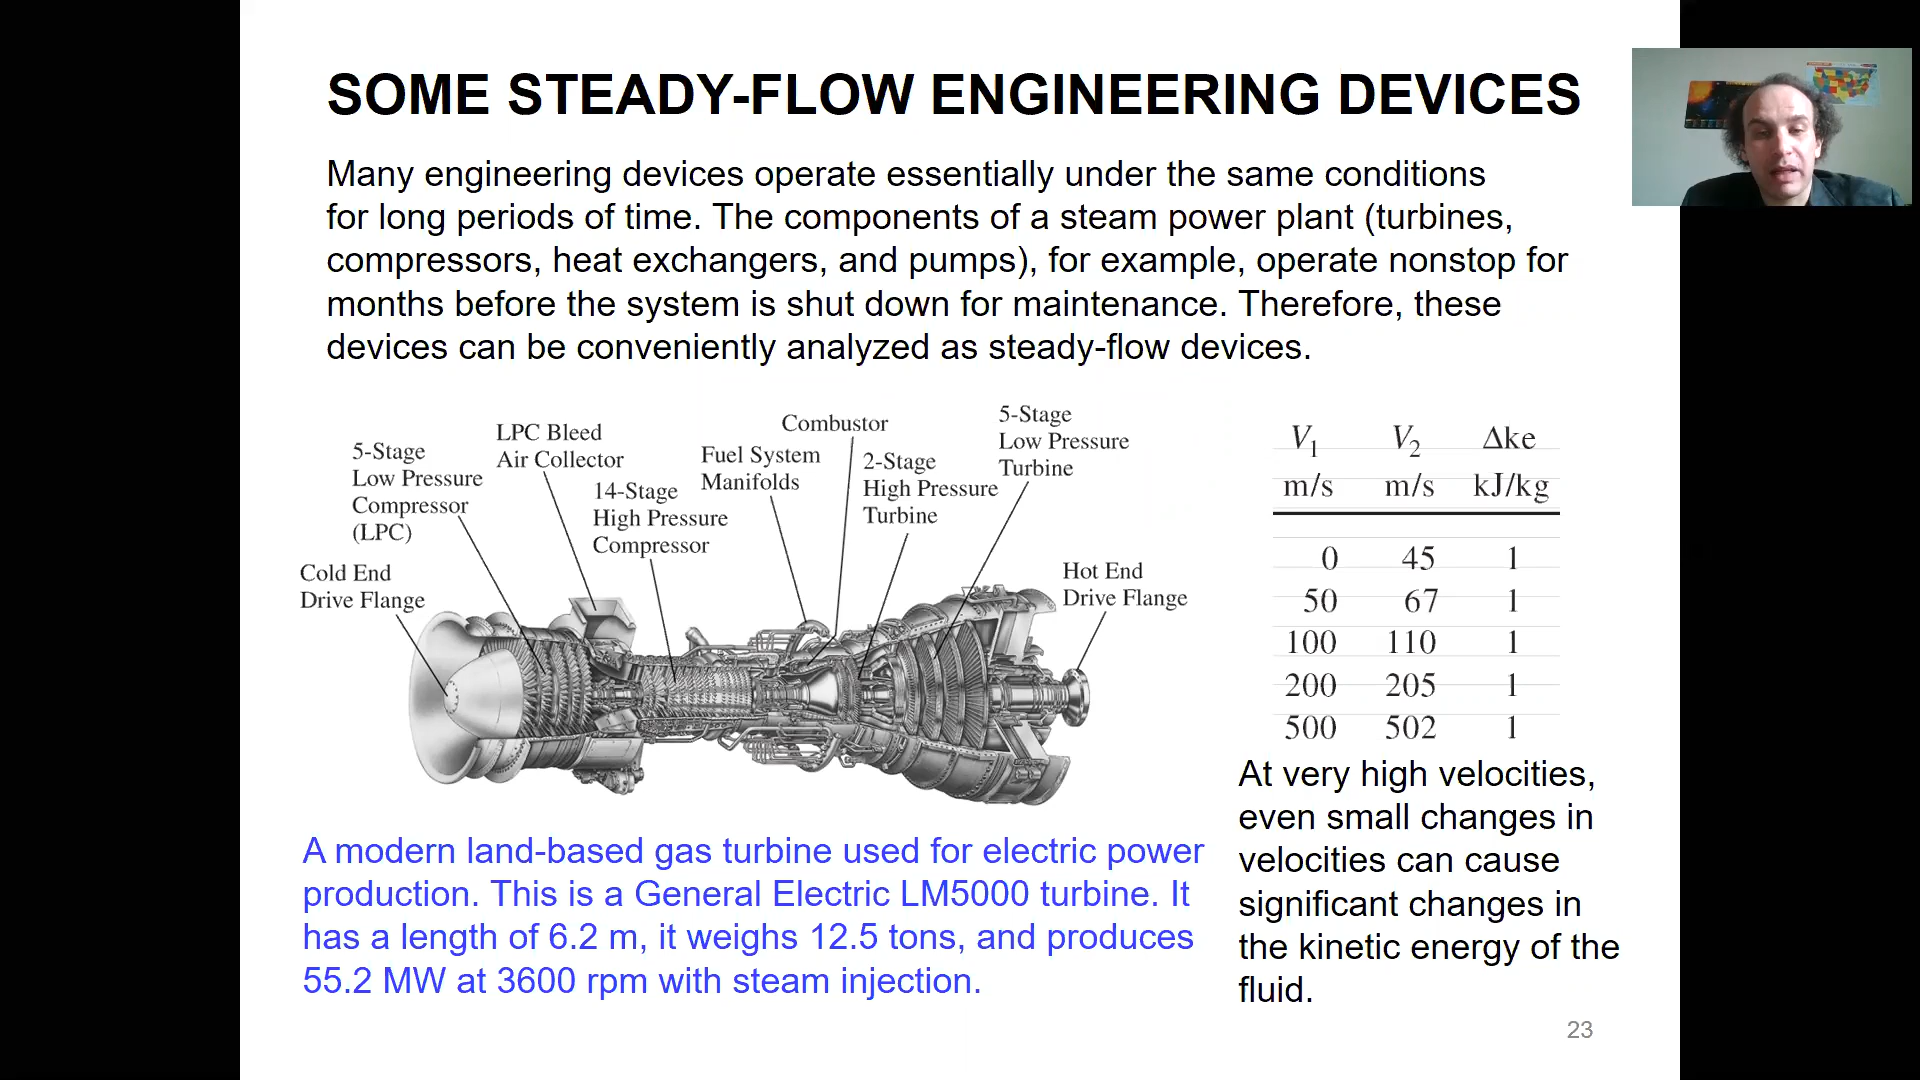 SOME STEADY-FLOW ENGINEERING DEVICES
Many engineering devices operate essentially under the same conditions
for long periods of time. The components of a steam power plant (turbines,
compressors, heat exchangers, and pumps), for example, operate nonstop for
months before the system is shut down for maintenance. Therefore, these
devices can be conveniently analyzed as steady-flow devices.
Cold End
Drive Flange
5-Stage
Low Pressure
Compressor
(LPC)
LPC Bleed
Air Collector
14-Stage
High Pressure
Compressor
Fuel System
Manifolds
Combustor
2-Stage
High Pressure
Turbine
5-Stage
Low Pressure
Turbine
Hot End
Drive Flange
V₁ V₂ Δke
m/s m/s kJ/kg
0 45 1
50 67 1
100 110 1
200 205 1
500 502 1
A modern land-based gas turbine used for electric power
production. This is a General Electric LM5000 turbine. It
has a length of 6.2 m, it weighs 12.5 tons, and produces
55.2 MW at 3600 rpm with steam injection.
At very high velocities,
even small changes in
velocities can cause
significant changes in
the kinetic energy of the
fluid.
23